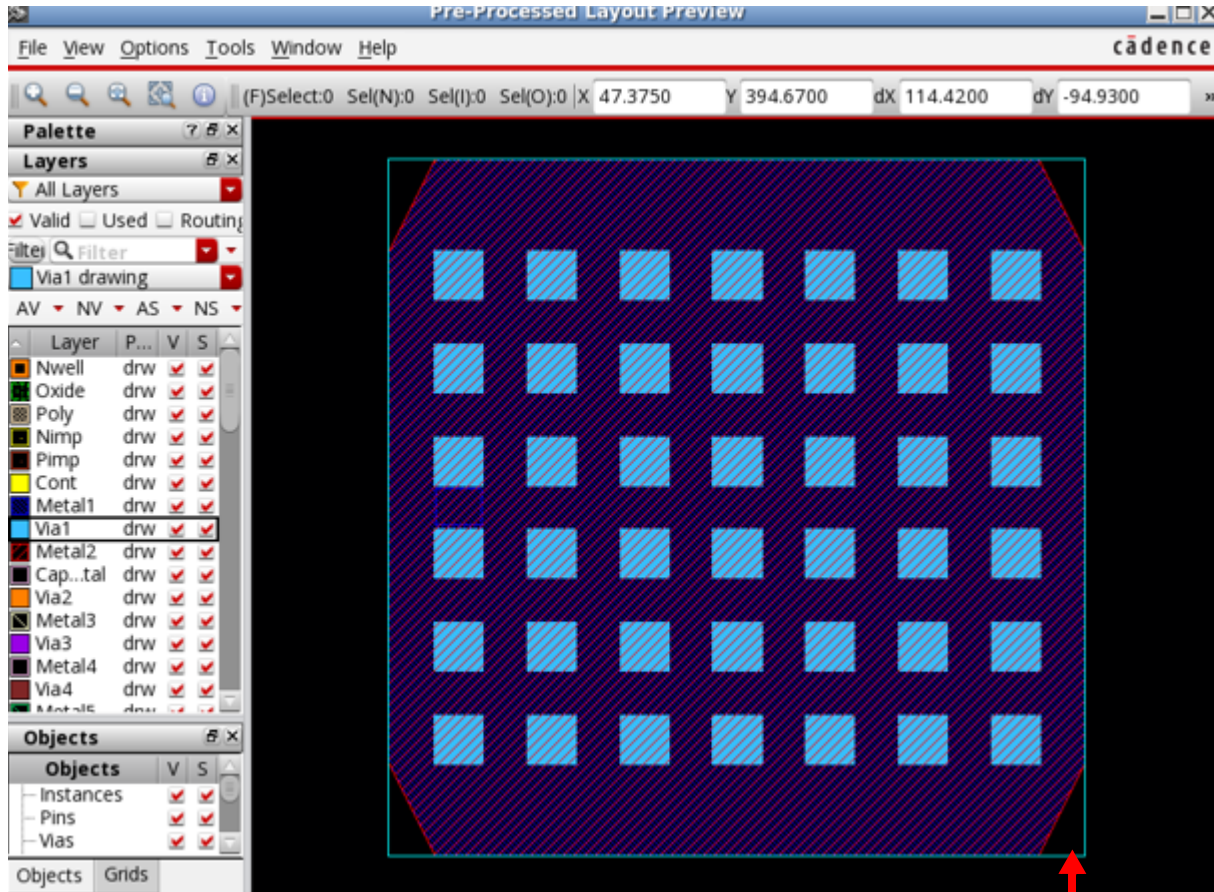 Pre-Processed Layout Preview
File View Options Tools Window Help
cādence
(F)Select:0 Sel(N):0 Sel(I):0 Sel(O):0 X 47.3750 Y 394.6700 dX 114.4200 dY -94.9300 »
Palette
Layers
All Layers
Valid Used Routing
Filter Filter
Via1 drawing
AV NV AS NS
Layer P... V S
Nwell drw
Oxide drw
Poly drw
Nimp drw
Pimp drw
Cont drw
Metal1 drw
Via1 drw
Metal2 drw
Cap...tal drw
Via2 drw
Metal3 drw
Via3 drw
Metal4 drw
Via4 drw
Metal5 drw
Objects
Objects V S
Instances
Pins
Vias
Objects Grids